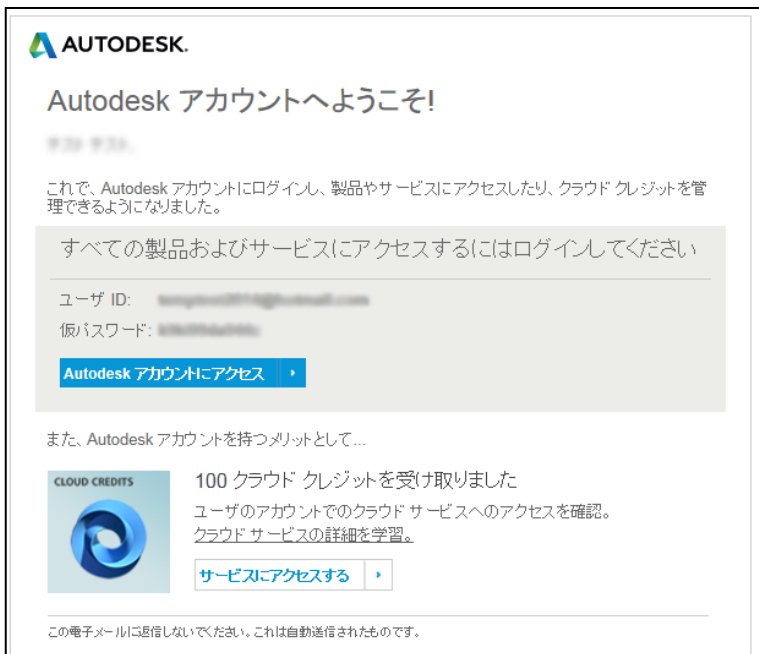 AUTODESK.
Autodesk アカウントへようこそ!
これで、Autodesk アカウントにログインし、製品やサービスにアクセスしたり、クラウド クレジットを管
理できるようになりました。
すべての製品およびサービスにアクセスするにはログインしてください
ユーザ ID:
仮パスワード:
Autodesk アカウントにアクセス
また、Autodesk アカウントを持つメリットとして...
CLOUD CREDITS
100 クラウド クレジットを受け取りました
ユーザのアカウントでのクラウド サービスへのアクセスを確認。
クラウド サービスの詳細を学習。
サービスにアクセスする
この電子メールに返信しないでください。これは自動送信されたものです。